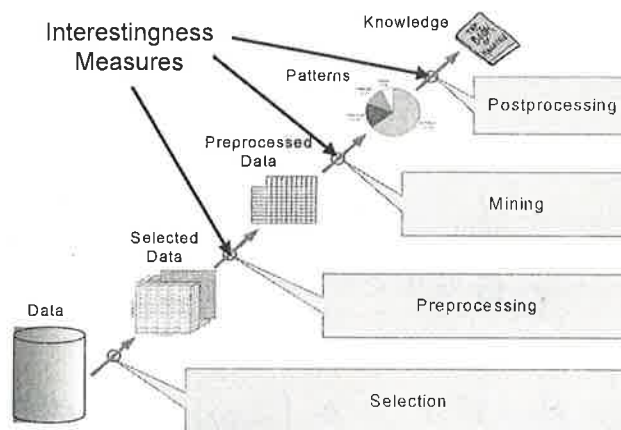 Knowledge
Interestingness
Measures
Patterns
Postprocessing
Preprocessed
Data
Mining
Selected
Data
Preprocessing
Data
Selection